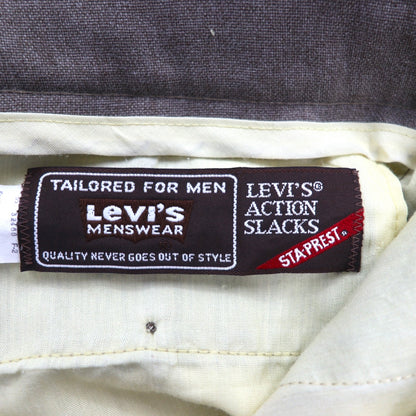 TAILORED FOR MEN
LEVI'S
MENSWEAR
QUALITY NEVER GOES OUT OF STYLE
LEVI'S®
ACTION
SLACKS
STA-PREST®